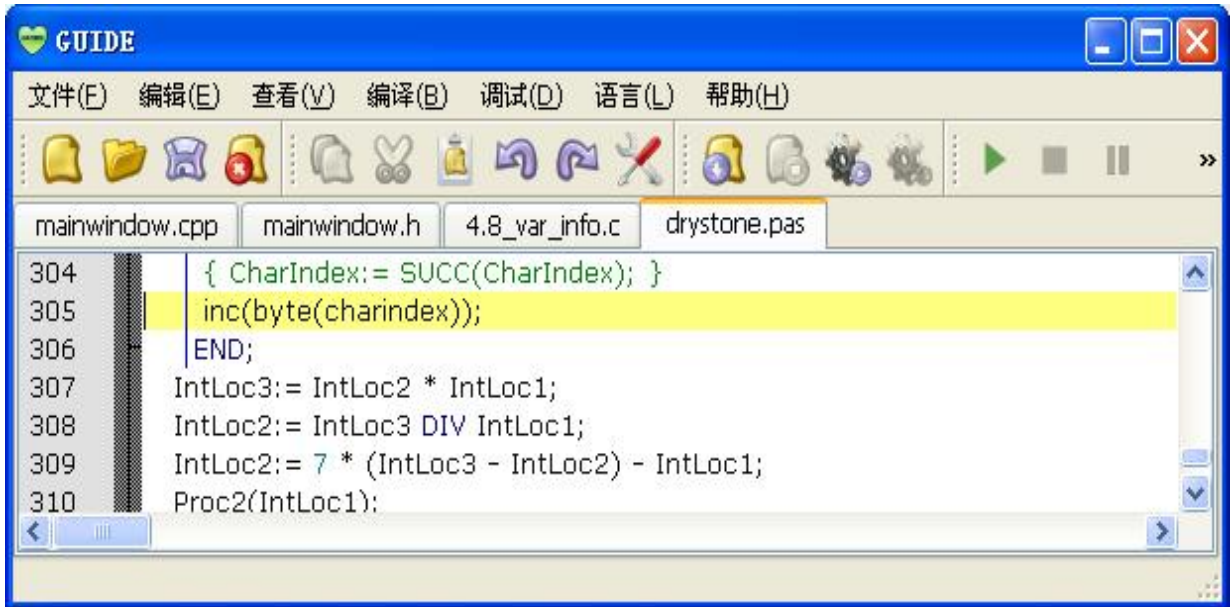 GUIDE
文件(F) 编辑(E) 查看(V) 编译(B) 调试(D) 语言(L) 帮助(H)
»
mainwindow.cpp mainwindow.h 4.8_var_info.c drystone.pas
304 { CharIndex:= SUCC(CharIndex); }
305 inc(byte(charindex));
306 END;
307 IntLoc3:= IntLoc2 * IntLoc1;
308 IntLoc2:= IntLoc3 DIV IntLoc1;
309 IntLoc2:= 7 * (IntLoc3 - IntLoc2) - IntLoc1;
310 Proc2(IntLoc1);